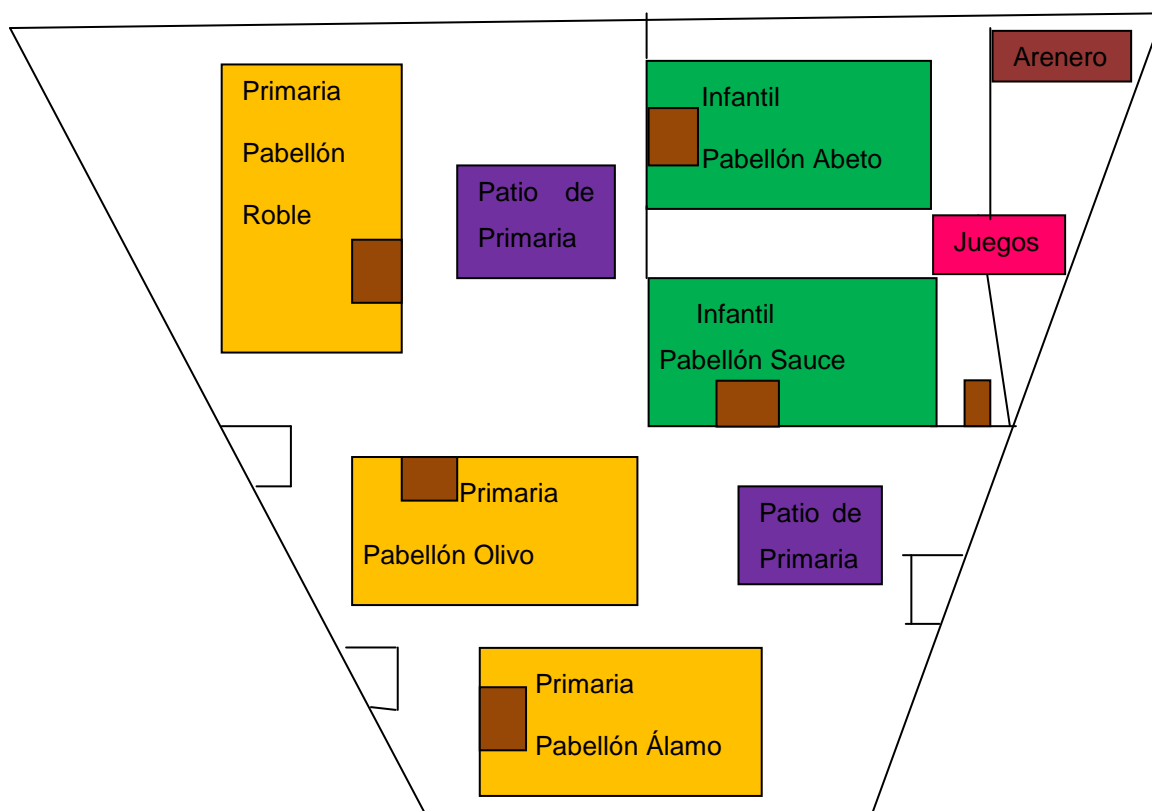 Primaria
Pabellón
Roble
Patio de
Primaria
Infantil
Pabellón Abeto
Arenero
Juegos
Infantil
Pabellón Sauce
Primaria
Pabellón Olivo
Patio de
Primaria
Primaria
Pabellón Álamo